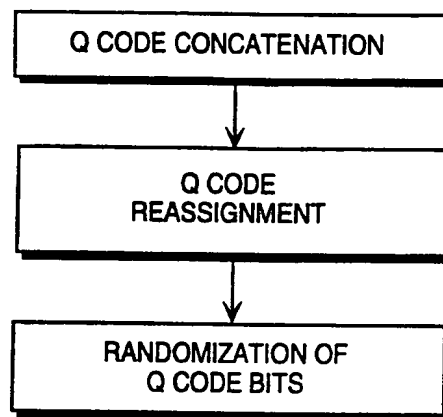 Q CODE CONCATENATION
Q CODE
REASSIGNMENT
RANDOMIZATION OF
Q CODE BITS